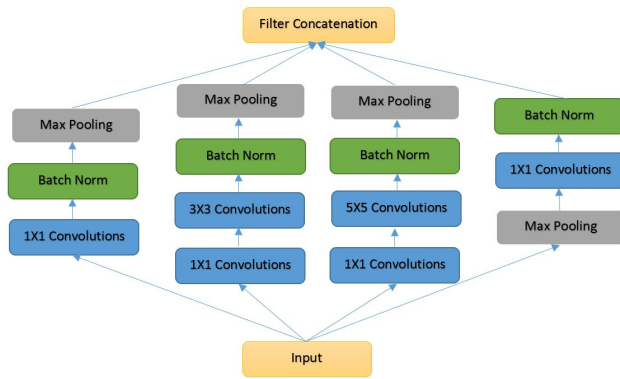 Filter Concatenation
Max Pooling
Batch Norm
1X1 Convolutions
Max Pooling
Batch Norm
3X3 Convolutions
1X1 Convolutions
Max Pooling
Batch Norm
5X5 Convolutions
1X1 Convolutions
Batch Norm
1X1 Convolutions
Max Pooling
Input